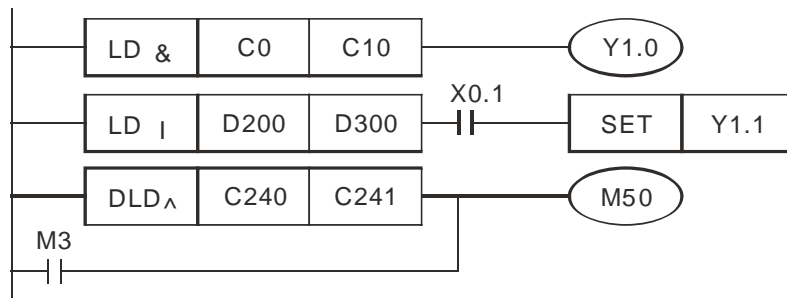 LD & C0 C10 Y1.0
X0.1
LD | D200 D300 SET Y1.1
DLD^ C240 C241 M50
M3